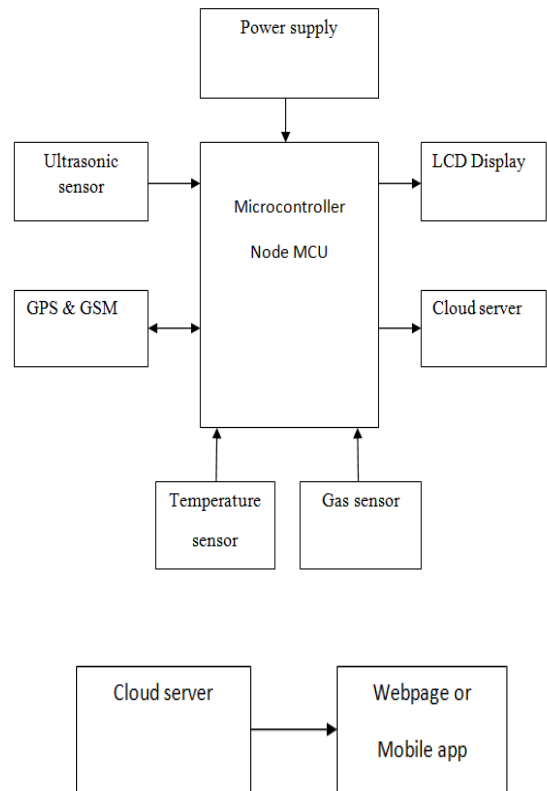 Power supply
Ultrasonic
sensor
Microcontroller
Node MCU
LCD Display
GPS & GSM
Cloud server
Temperature
sensor
Gas sensor
Cloud server
Webpage or
Mobile app